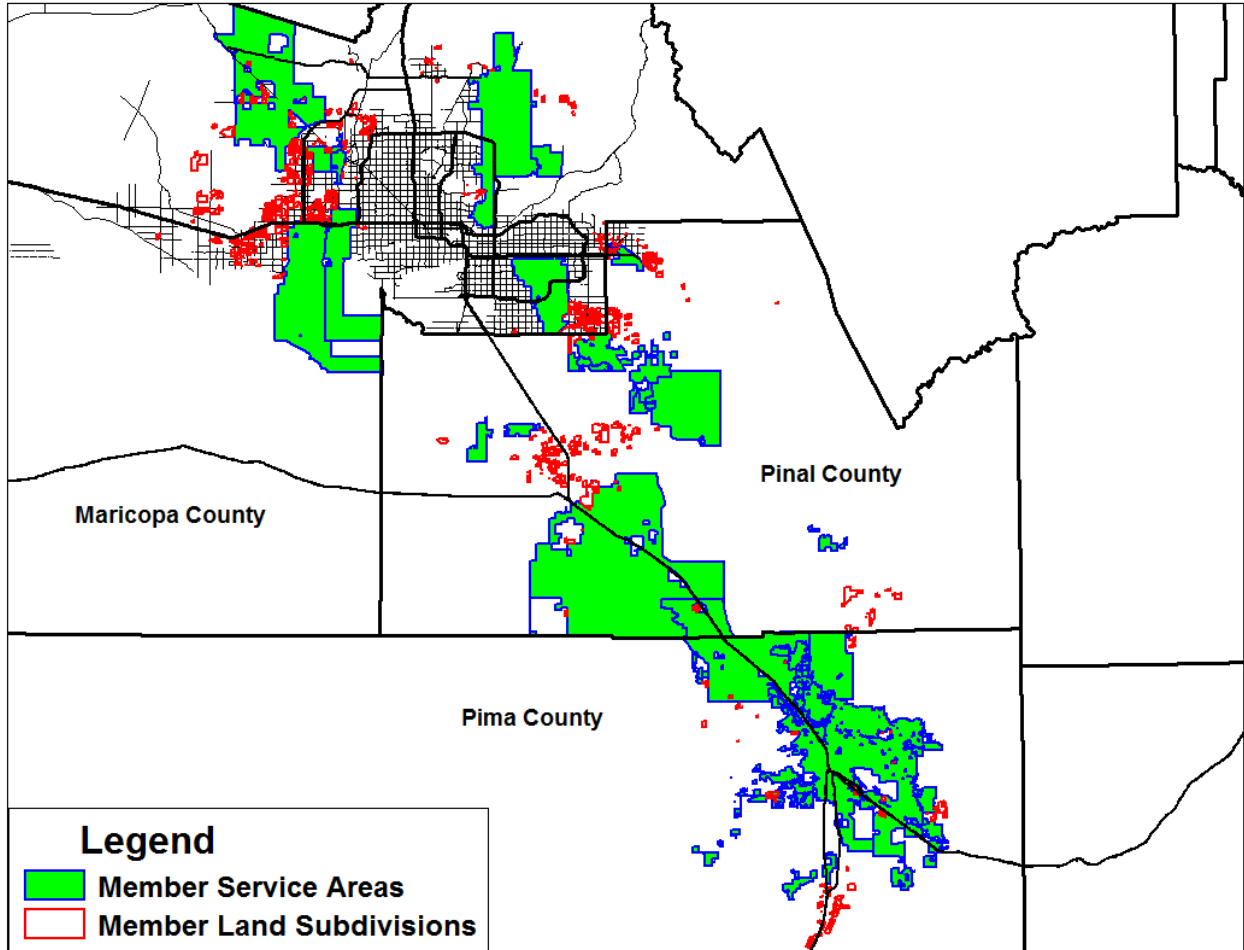 Pinal County
Maricopa County
Pima County
Legend
Member Service Areas
Member Land Subdivisions